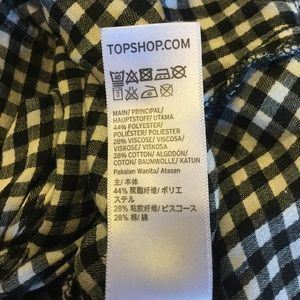 TOPSHOP.COM
MAIN/ PRINCIPAL/
HAUPTSTOFF/ UTAMA
44% POLYESTER/
POLIÉSTER/ POLIESTER
28% VISCOSE/ VISCOSA/
VISKOSE/ VISKOSA
28% COTTON/ ALGODÓN/
COTON/ BAUMWOLLE/ KATUN
Pakaian Wanita/ Atasan
主/ 本体
44% 聚酯纤维/ ポリエ
ステル
28% 粘胶纤维/ ビスコース
28% 棉/ 綿